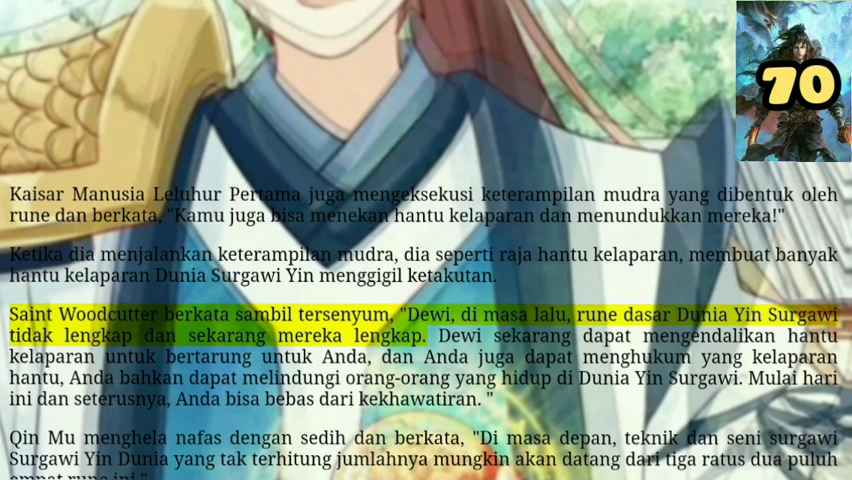 70
Kaisar Manusia Leluhur Pertama juga mengeksekusi keterampilan mudra yang dibentuk oleh
rune dan berkata, "Kamu juga bisa menekan hantu kelaparan dan menundukkan mereka!"
Ketika dia menjalankan keterampilan mudra, dia seperti raja hantu kelaparan, membuat banyak
hantu kelaparan Dunia Surgawi Yin menggigil ketakutan.
Saint Woodcutter berkata sambil tersenyum, "Dewi, di masa lalu, rune dasar Dunia Yin Surgawi
tidak lengkap dan sekarang mereka lengkap. Dewi sekarang dapat mengendalikan hantu
kelaparan untuk bertarung untuk Anda, dan Anda juga dapat menghukum yang kelaparan
hantu, Anda bahkan dapat melindungi orang-orang yang hidup di Dunia Yin Surgawi. Mulai hari
ini dan seterusnya, Anda bisa bebas dari kekhawatiran. "
Qin Mu menghela nafas dengan sedih dan berkata, "Di masa depan, teknik dan seni surgawi
Surgawi Yin Dunia yang tak terhitung jumlahnya mungkin akan datang dari tiga ratus dua puluh
empat rune ini."